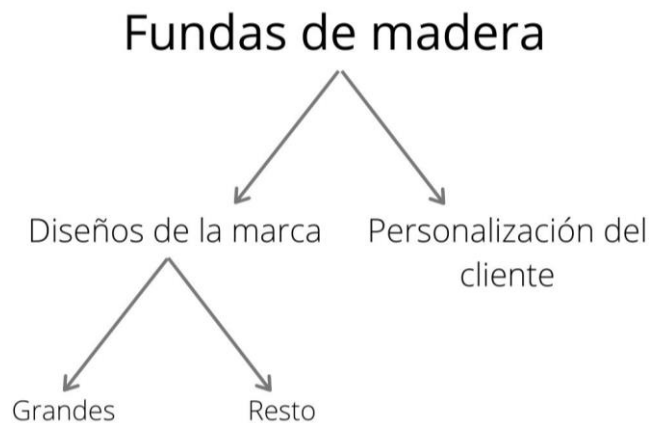 Fundas de madera
Diseños de la marca
Personalización del
cliente
Grandes
Resto